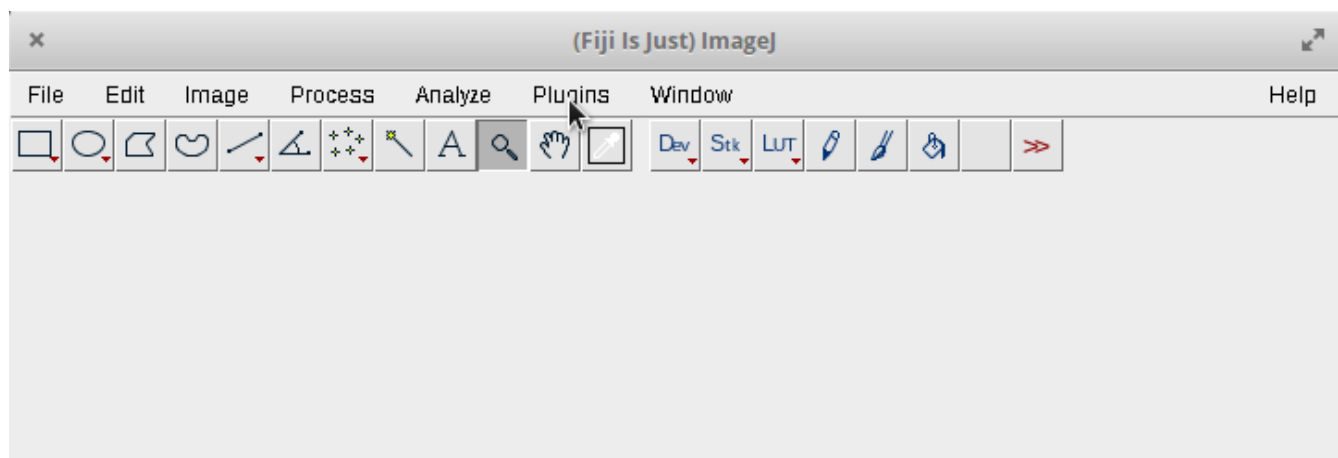 (Fiji Is Just) ImageJ
File Edit Image Process Analyze Plugins Window Help
A Dev Stk LUT >>